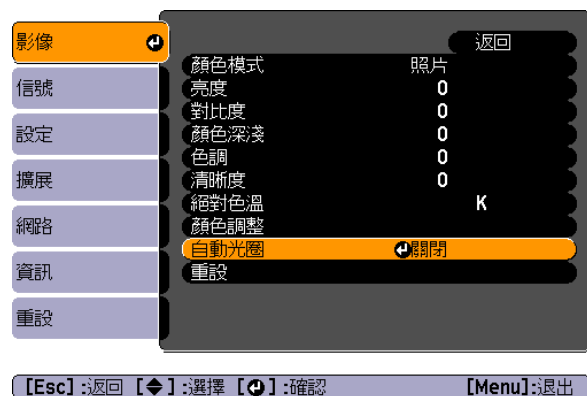 影像
信號
設定
擴展
網路
資訊
重設
返回
顏色模式 照片
亮度 0
對比度 0
顏色深淺 0
色調 0
清晰度 0
絕對色溫 K
顏色調整
自動光圈 關閉
重設
[Esc]:返回 [◆]:選擇 [↵]:確認 [Menu]:退出